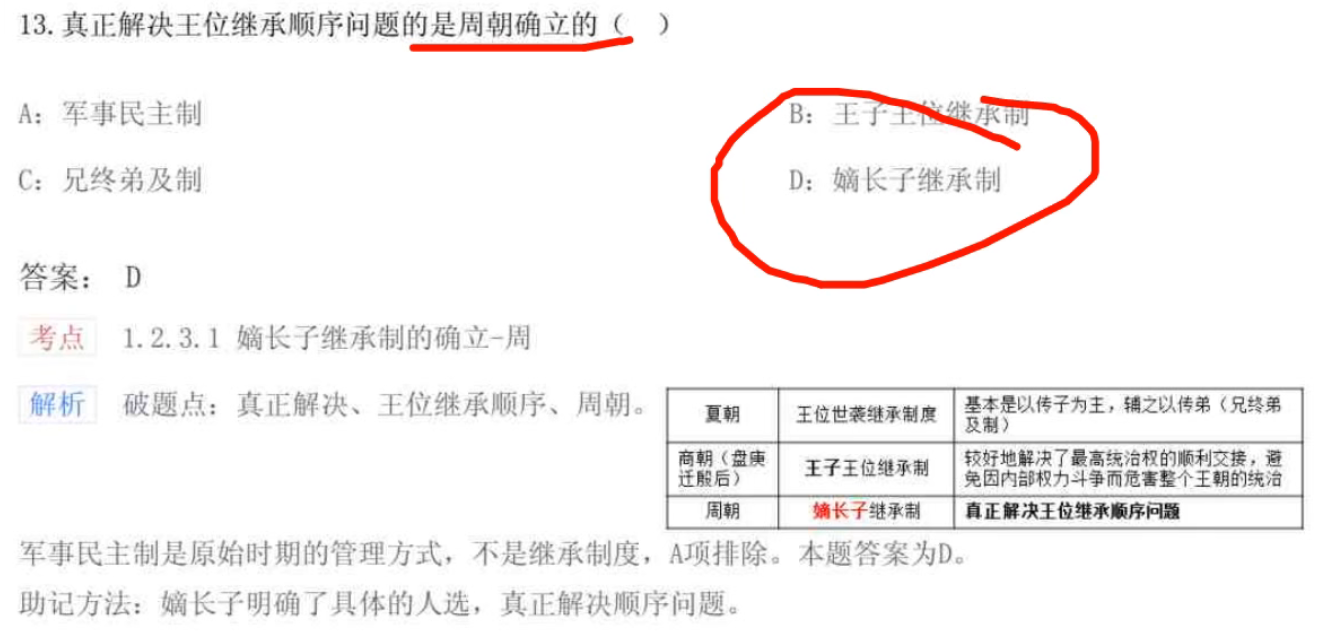 13.真正解决王位继承顺序问题的是周朝确立的（  ）
A：军事民主制
B：王子王位继承制
C：兄终弟及制
D：嫡长子继承制
答案： D
考点 1.2.3.1 嫡长子继承制的确立-周
解析 破题点：真正解决、王位继承顺序、周朝。
夏朝 王位世袭继承制度 基本是以传子为主，辅之以传弟（兄终弟
及制）
商朝（盘庚
迁殷后） 王子王位继承制 较好地解决了最高统治权的顺利交接，避
免因内部权力斗争而危害整个王朝的统治
周朝 嫡长子继承制 真正解决王位继承顺序问题
军事民主制是原始时期的管理方式，不是继承制度，A项排除。本题答案为D。
助记方法：嫡长子明确了具体的人选，真正解决顺序问题。